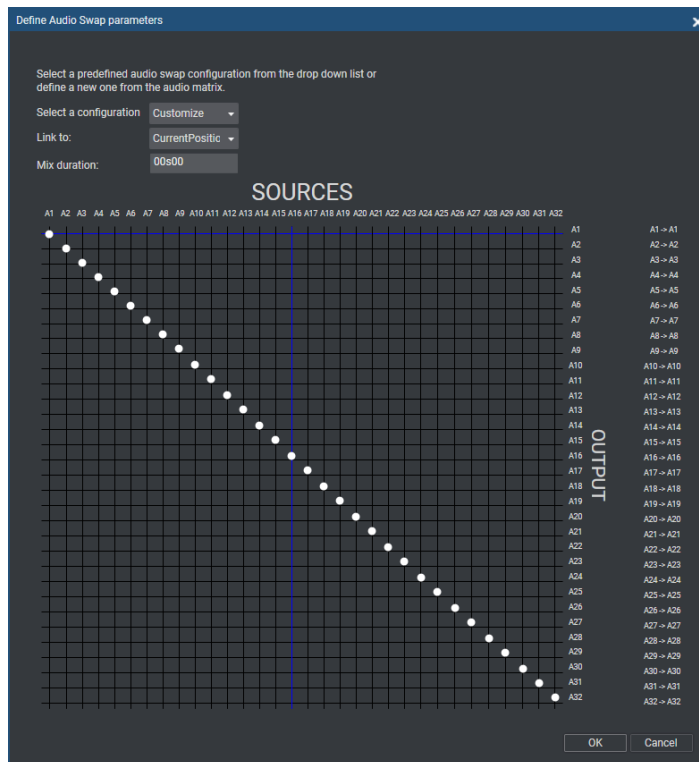 Define Audio Swap parameters
Select a predefined audio swap configuration from the drop down list or
define a new one from the audio matrix.
Select a configuration Customize
Link to: CurrentPositic
Mix duration: 00s00
SOURCES
A1 A2 A3 A4 A5 A6 A7 A8 A9 A10 A11 A12 A13 A14 A15 A16 A17 A18 A19 A20 A21 A22 A23 A24 A25 A26 A27 A28 A29 A30 A31 A32
A1 A1 -> A1
A2 A2 -> A2
A3 A3 -> A3
A4 A4 -> A4
A5 A5 -> A5
A6 A6 -> A6
A7 A7 -> A7
A8 A8 -> A8
A9 A9 -> A9
A10 A10 -> A10
A11 A11 -> A11
A12 A12 -> A12
A13 A13 -> A13
A14 A14 -> A14
A15 A15 -> A15
A16 A16 -> A16
A17 A17 -> A17
A18 A18 -> A18
A19 A19 -> A19
A20 A20 -> A20
A21 A21 -> A21
A22 A22 -> A22
A23 A23 -> A23
A24 A24 -> A24
A25 A25 -> A25
A26 A26 -> A26
A27 A27 -> A27
A28 A28 -> A28
A29 A29 -> A29
A30 A30 -> A30
A31 A31 -> A31
A32 A32 -> A32
OUTPUT
OK Cancel